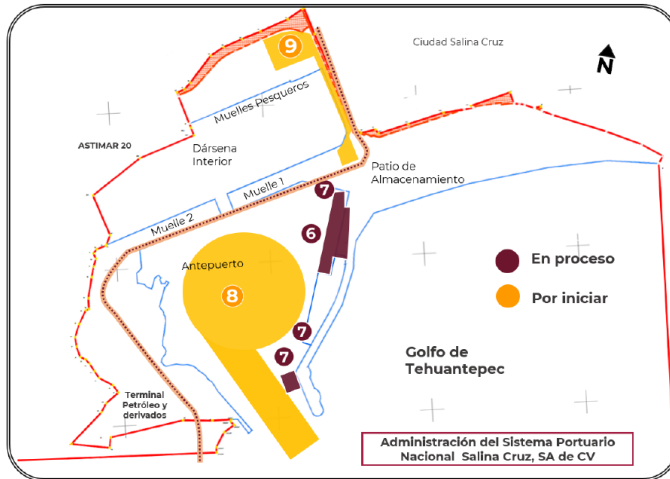 9
Ciudad Salina Cruz
N
Muelles Pesqueros
ASTIMAR 20
Dársena
Interior
Patio de
Almacenamiento
7
Muelle 1
Muelle 2
6
En proceso
Antepuerto
8
Por iniciar
7
7
Golfo de
Tehuantepec
Terminal
Petróleo y
derivados
Administración del Sistema Portuario
Nacional Salina Cruz, SA de CV